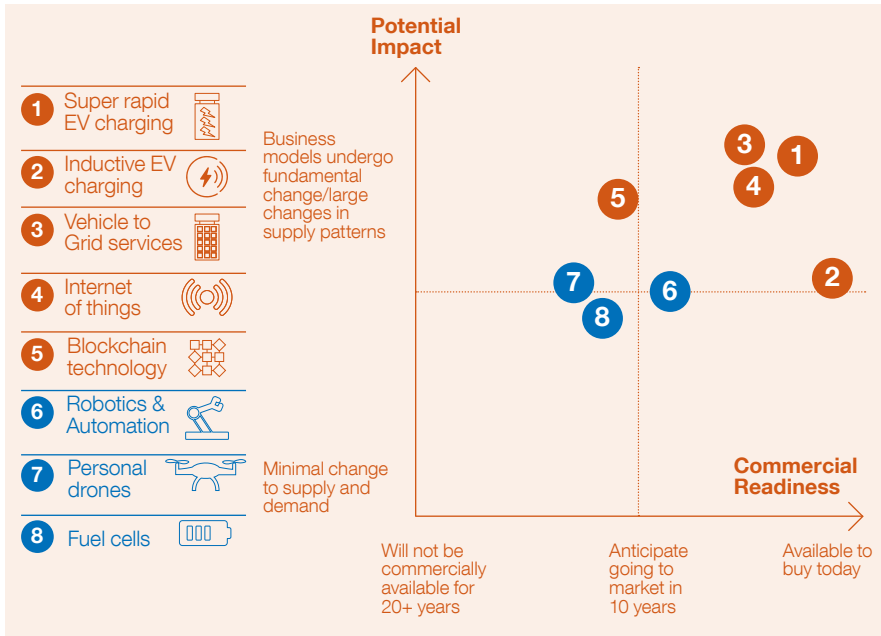 Potential
Impact
1
Super rapid
EV charging
2
Inductive EV
charging
3
Vehicle to
Grid services
4
Internet
of things
5
Blockchain
technology
6
Robotics &
Automation
7
Personal
drones
8
Fuel cells
Business
models undergo
fundamental
change/large
changes in
supply patterns
Minimal change
to supply and
demand
3
1
4
5
2
7
6
8
Commercial
Readiness
Will not be
commercially
available for
20+ years
Anticipate
going to
market in
10 years
Available to
buy today